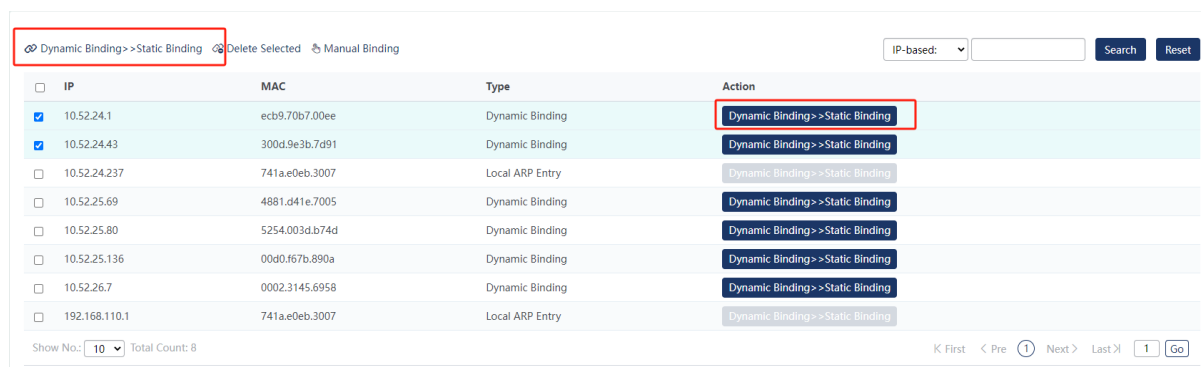 Dynamic Binding>>Static Binding Delete Selected Manual Binding IP-based: Search Reset
IP MAC Type Action
10.52.24.1 ecb9.70b7.00ee Dynamic Binding Dynamic Binding>>Static Binding
10.52.24.43 300d.9e3b.7d91 Dynamic Binding Dynamic Binding>>Static Binding
10.52.24.237 741a.e0eb.3007 Local ARP Entry Dynamic Binding>>Static Binding
10.52.25.69 4881.d41e.7005 Dynamic Binding Dynamic Binding>>Static Binding
10.52.25.80 5254.003d.b74d Dynamic Binding Dynamic Binding>>Static Binding
10.52.25.136 00d0.f67b.890a Dynamic Binding Dynamic Binding>>Static Binding
10.52.26.7 0002.3145.6958 Dynamic Binding Dynamic Binding>>Static Binding
192.168.110.1 741a.e0eb.3007 Local ARP Entry Dynamic Binding>>Static Binding
Show No.: 10 Total Count: 8 First Pre 1 Next Last 1 Go